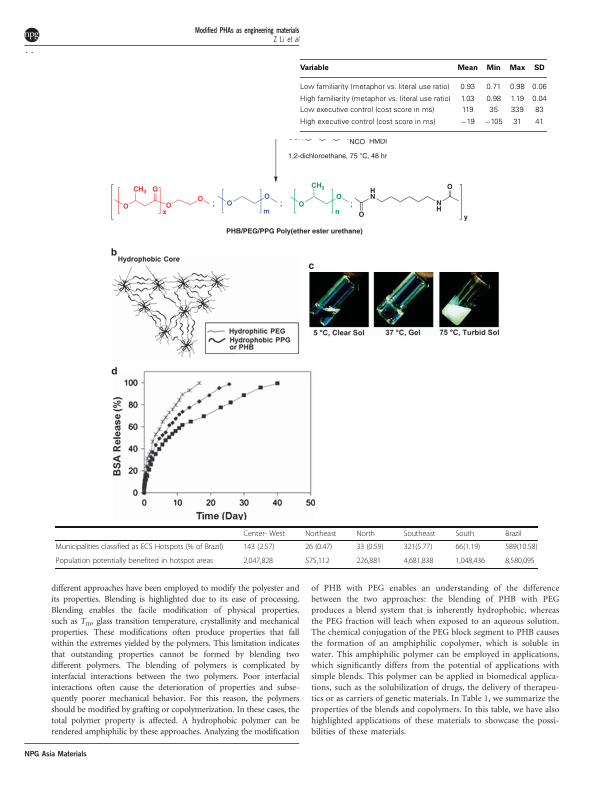 npg
Modified PHAs as engineering materials
Z Li et al
Variable Mean Min Max SD
Low familiarity (metaphor vs. literal use ratio) 0.93 0.71 0.98 0.06
High familiarity (metaphor vs. literal use ratio) 1.03 0.98 1.19 0.04
Low executive control (cost score in ms) 119 35 339 83
High executive control (cost score in ms) −19 −105 31 41
NCO HMDI
1,2-dichloroethane, 75 °C, 48 hr
CH3 O O O x ; O O m ; CH3 O O n ; O H N N H O y
PHB/PEG/PPG Poly(ether ester urethane)
b
Hydrophobic Core
Hydrophilic PEG
Hydrophobic PPG
or PHB
c
5 °C, Clear Sol 37 °C, Gel 75 °C, Turbid Sol
d
BSA Release (%)
100
80
60
40
20
0
0 10 20 30 40 50
Time (Day)
Center- West Northeast North Southeast South Brazil
Municipalities classified as ECS Hotspots (% of Brazil) 143 (2.57) 26 (0.47) 33 (0.59) 321(5.77) 66(1.19) 589(10.58)
Population potentially benefited in hotspot areas 2,047,828 575,112 226,881 4,681,838 1,048,436 8,580,095
different approaches have been employed to modify the polyester and
its properties. Blending is highlighted due to its ease of processing.
Blending enables the facile modification of physical properties,
such as Tm, glass transition temperature, crystallinity and mechanical
properties. These modifications often produce properties that fall
within the extremes yielded by the polymers. This limitation indicates
that outstanding properties cannot be formed by blending two
different polymers. The blending of polymers is complicated by
interfacial interactions between the two polymers. Poor interfacial
interactions often cause the deterioration of properties and subse-
quently poorer mechanical behavior. For this reason, the polymers
should be modified by grafting or copolymerization. In these cases, the
total polymer property is affected. A hydrophobic polymer can be
rendered amphiphilic by these approaches. Analyzing the modification
of PHB with PEG enables an understanding of the difference
between the two approaches: the blending of PHB with PEG
produces a blend system that is inherently hydrophobic, whereas
the PEG fraction will leach when exposed to an aqueous solution.
The chemical conjugation of the PEG block segment to PHB causes
the formation of an amphiphilic copolymer, which is soluble in
water. This amphiphilic polymer can be employed in applications,
which significantly differs from the potential of applications with
simple blends. This polymer can be applied in biomedical applica-
tions, such as the solubilization of drugs, the delivery of therapeu-
tics or as carriers of genetic materials. In Table 1, we summarize the
properties of the blends and copolymers. In this table, we have also
highlighted applications of these materials to showcase the possi-
bilities of these materials.
NPG Asia Materials